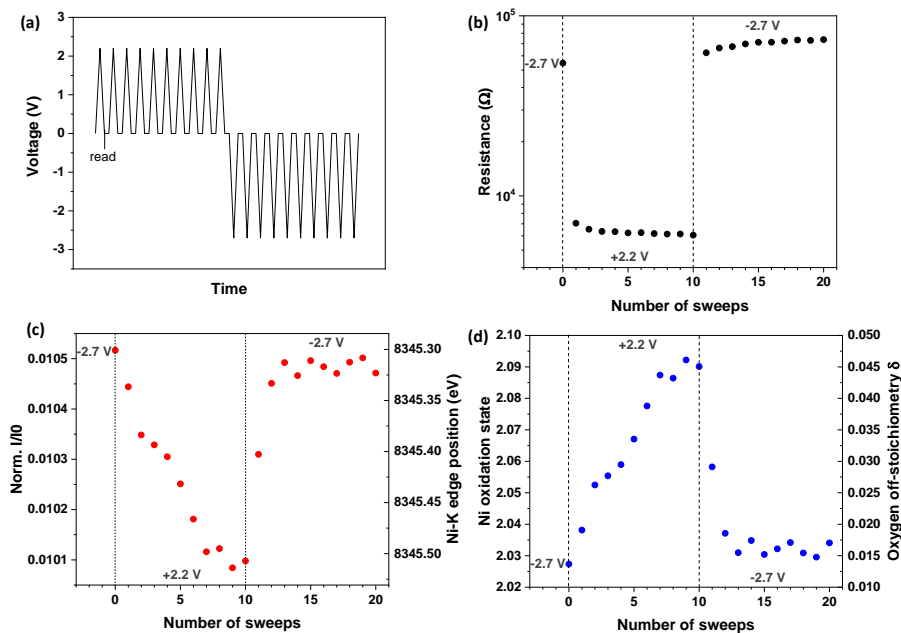 (a)
Voltage (V)
3
2
1
0
-1
-2
-3
read
Time
(b)
Resistance (Ω)
10⁵
10⁴
-2.7 V
+2.2 V
-2.7 V
0 5 10 15 20
Number of sweeps
(c)
Norm. I/I0
0.0105
0.0104
0.0103
0.0102
0.0101
-2.7 V
-2.7 V
+2.2 V
8345.30
8345.35
8345.40
8345.45
8345.50
Ni-K edge position (eV)
0 5 10 15 20
Number of sweeps
(d)
Ni oxidation state
2.10
2.09
2.08
2.07
2.06
2.05
2.04
2.03
2.02
+2.2 V
-2.7 V
-2.7 V
0.050
0.045
0.040
0.035
0.030
0.025
0.020
0.015
0.010
Oxygen off-stoichiometry δ
0 5 10 15 20
Number of sweeps